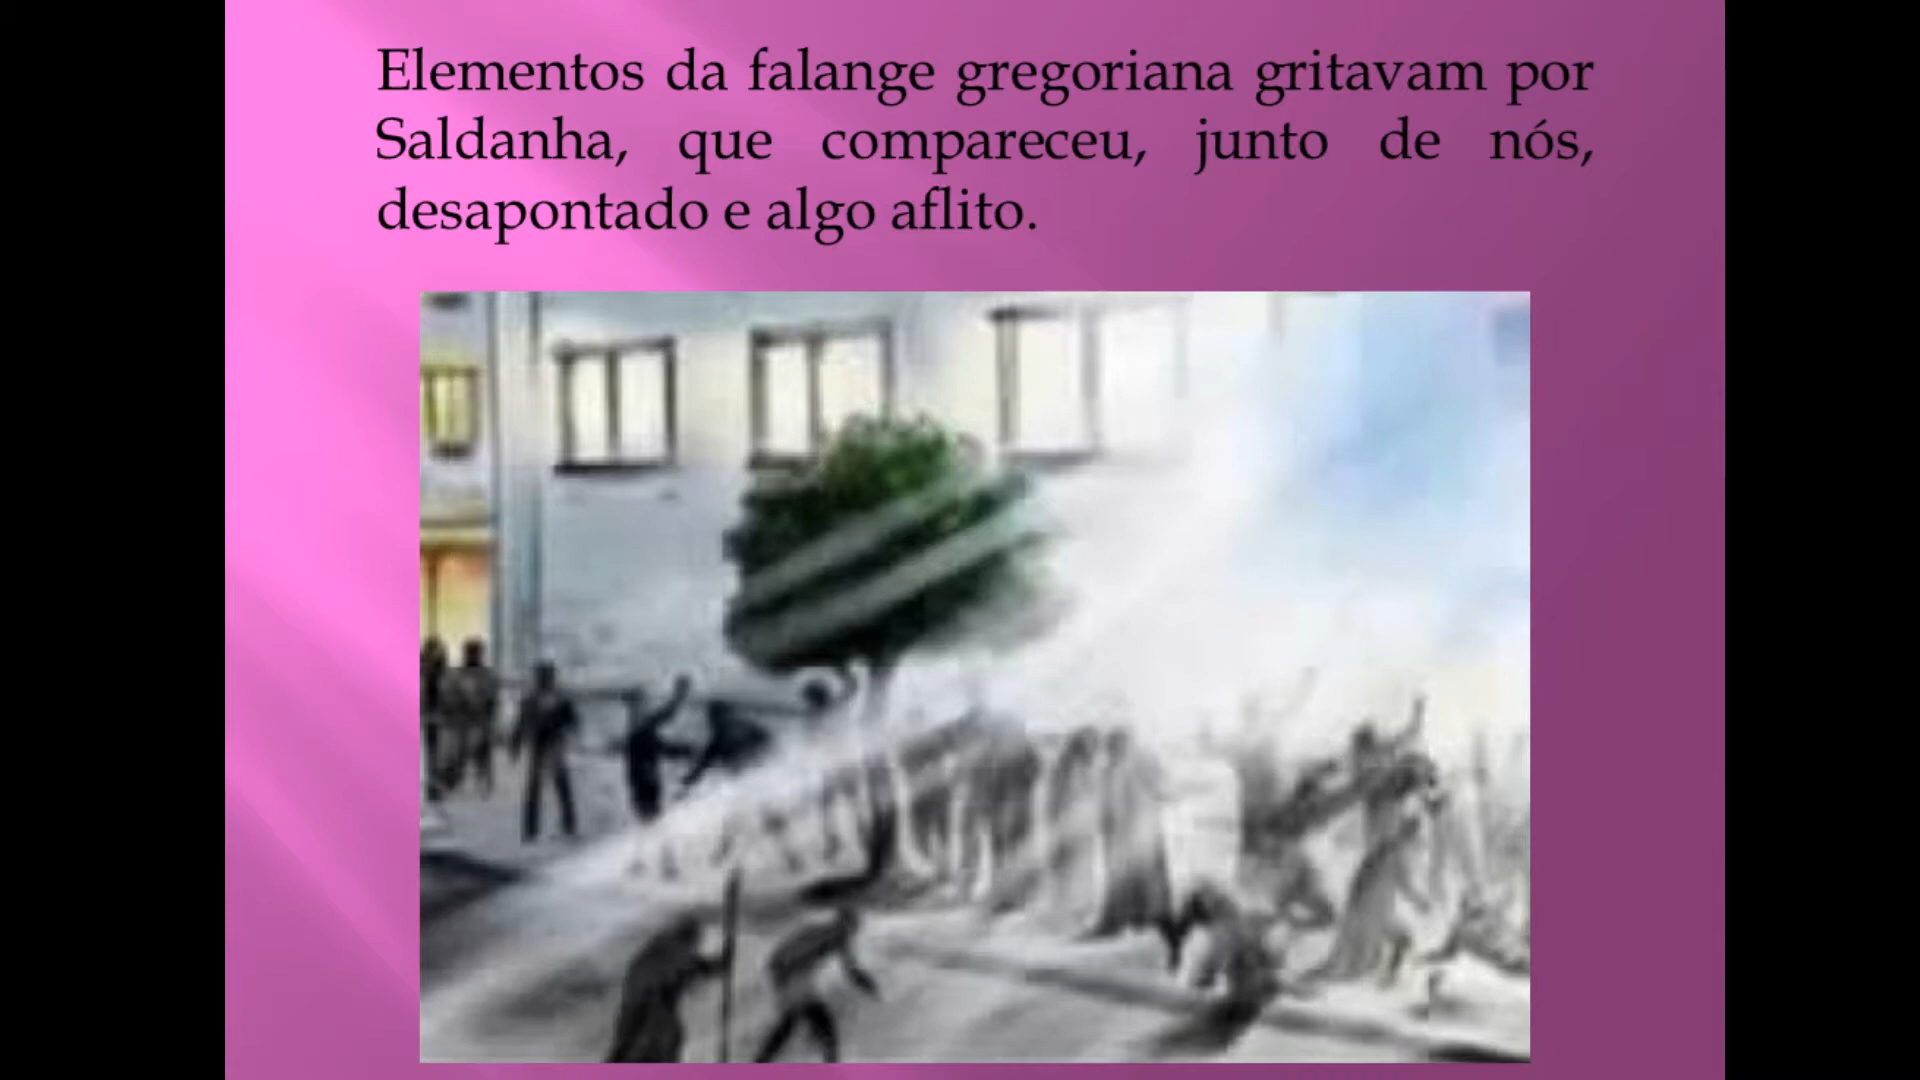 Elementos da falange gregoriana gritavam por
Saldanha, que compareceu, junto de nós,
desapontado e algo aflito.